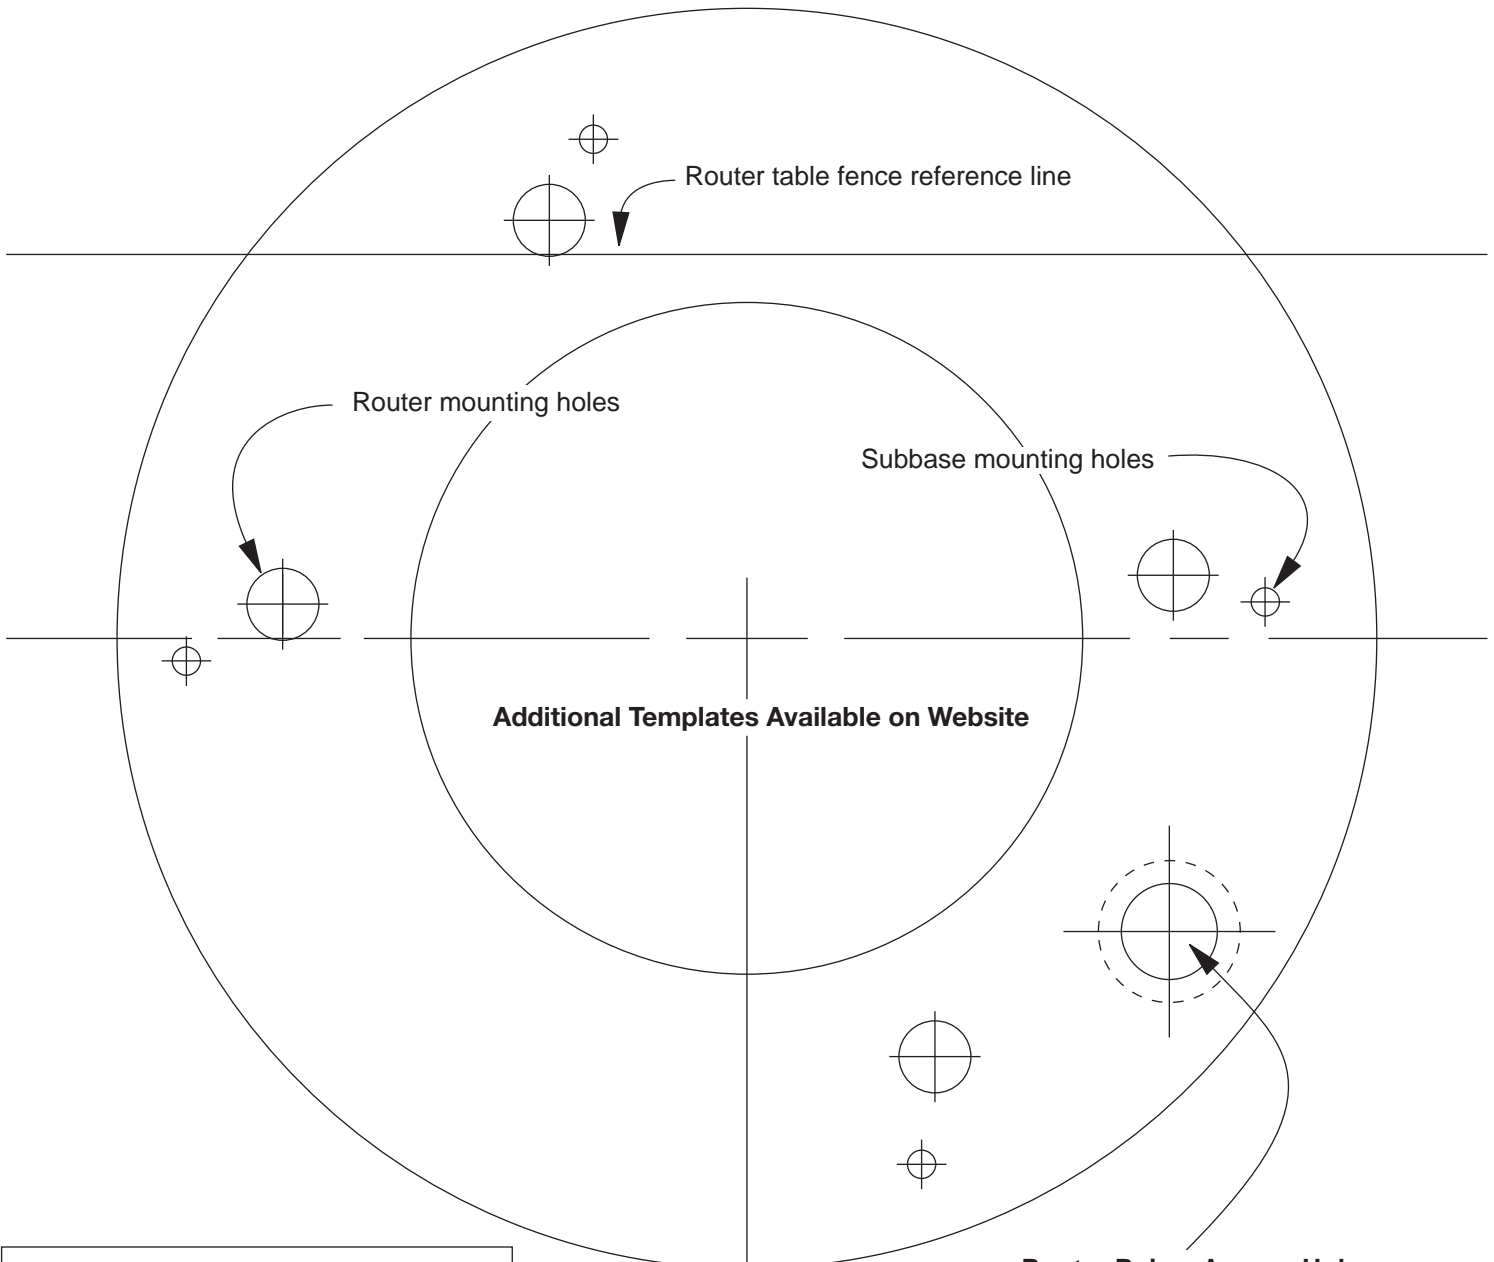 Router table fence reference line
Router mounting holes
Subbase mounting holes
Additional Templates Available on Website